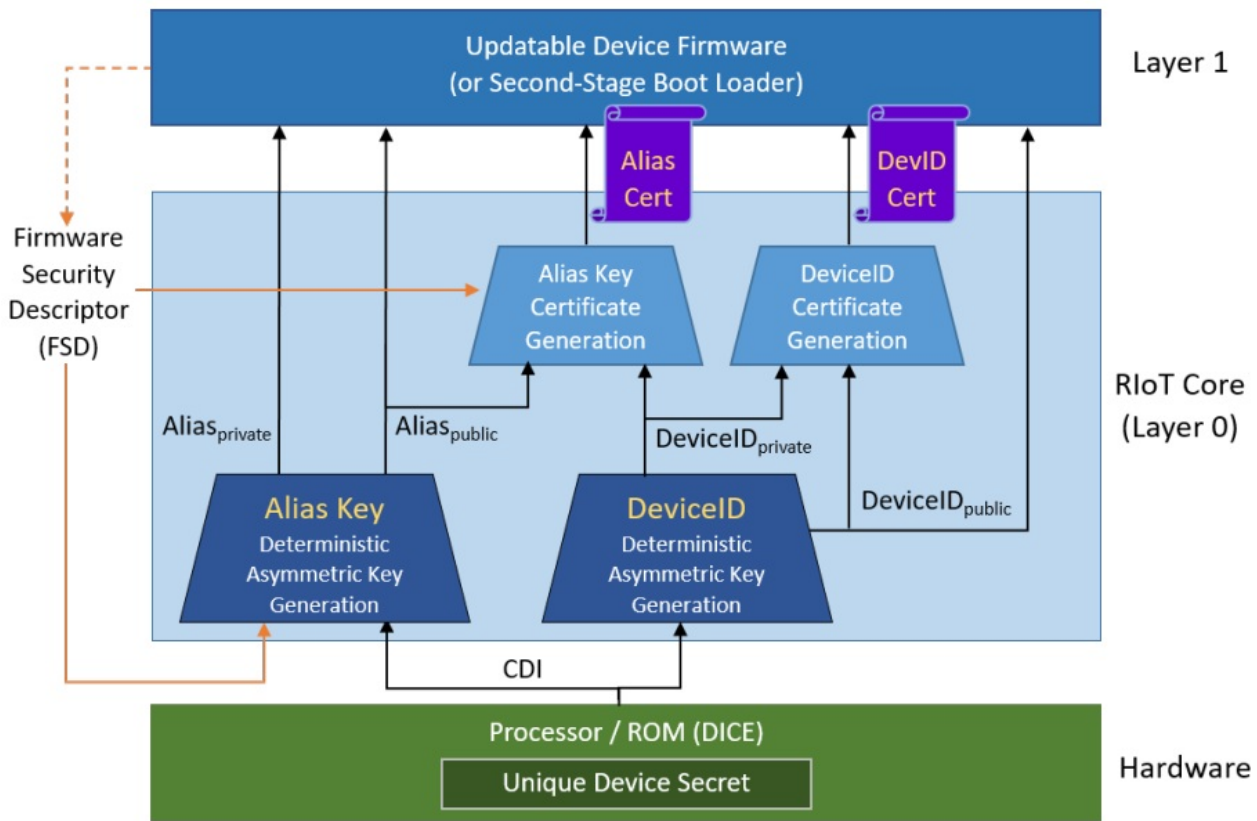 Updatable Device Firmware
(or Second-Stage Boot Loader)
Layer 1
Alias
Cert
DevID
Cert
Firmware
Security
Descriptor
(FSD)
Alias Key
Certificate
Generation
DeviceID
Certificate
Generation
RIoT Core
(Layer 0)
Aliasprivate
Aliaspublic
DeviceIDprivate
DeviceIDpublic
Alias Key
Deterministic
Asymmetric Key
Generation
DeviceID
Deterministic
Asymmetric Key
Generation
CDI
Processor / ROM (DICE)
Unique Device Secret
Hardware